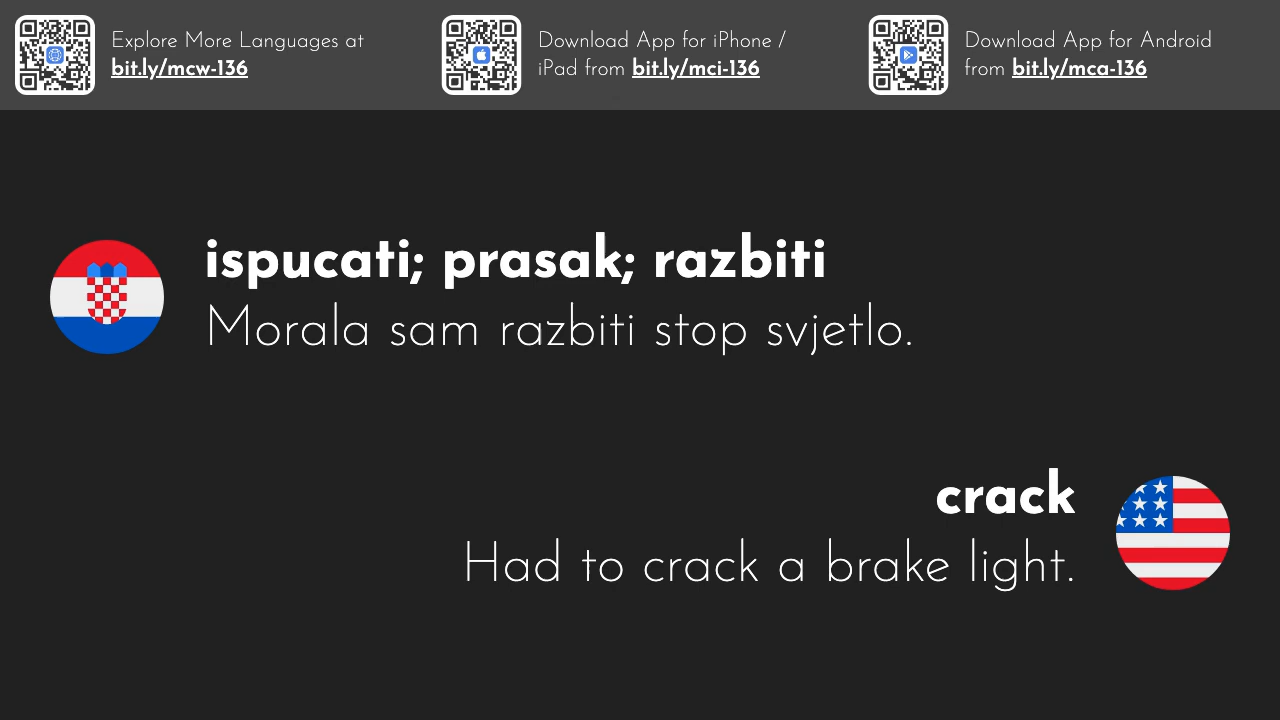 Explore More Languages at
bit.ly/mcw-136
Download App for iPhone /
iPad from bit.ly/mci-136
Download App for Android
from bit.ly/mca-136
ispucati; prasak; razbiti
Morala sam razbiti stop svjetlo.
crack
Had to crack a brake light.